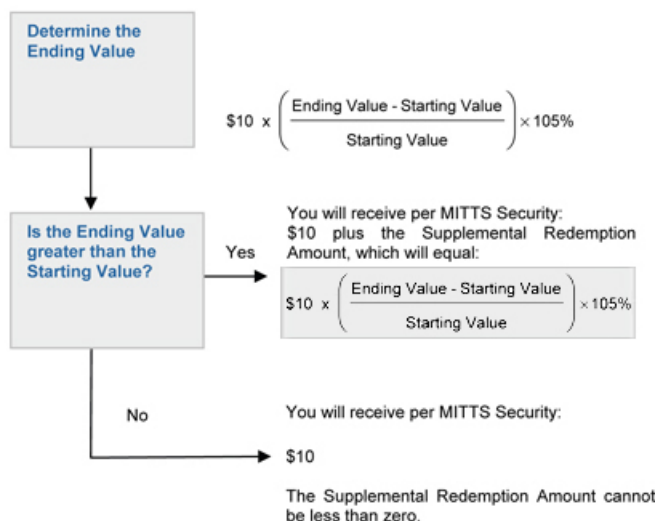 Determine the
Ending Value
$10 x ( Ending Value - Starting Value / Starting Value ) × 105%
Is the Ending Value
greater than the
Starting Value?
Yes
You will receive per MITTS Security:
$10 plus the Supplemental Redemption
Amount, which will equal:
$10 x ( Ending Value - Starting Value / Starting Value ) × 105%
No
You will receive per MITTS Security:
$10
The Supplemental Redemption Amount cannot
be less than zero.